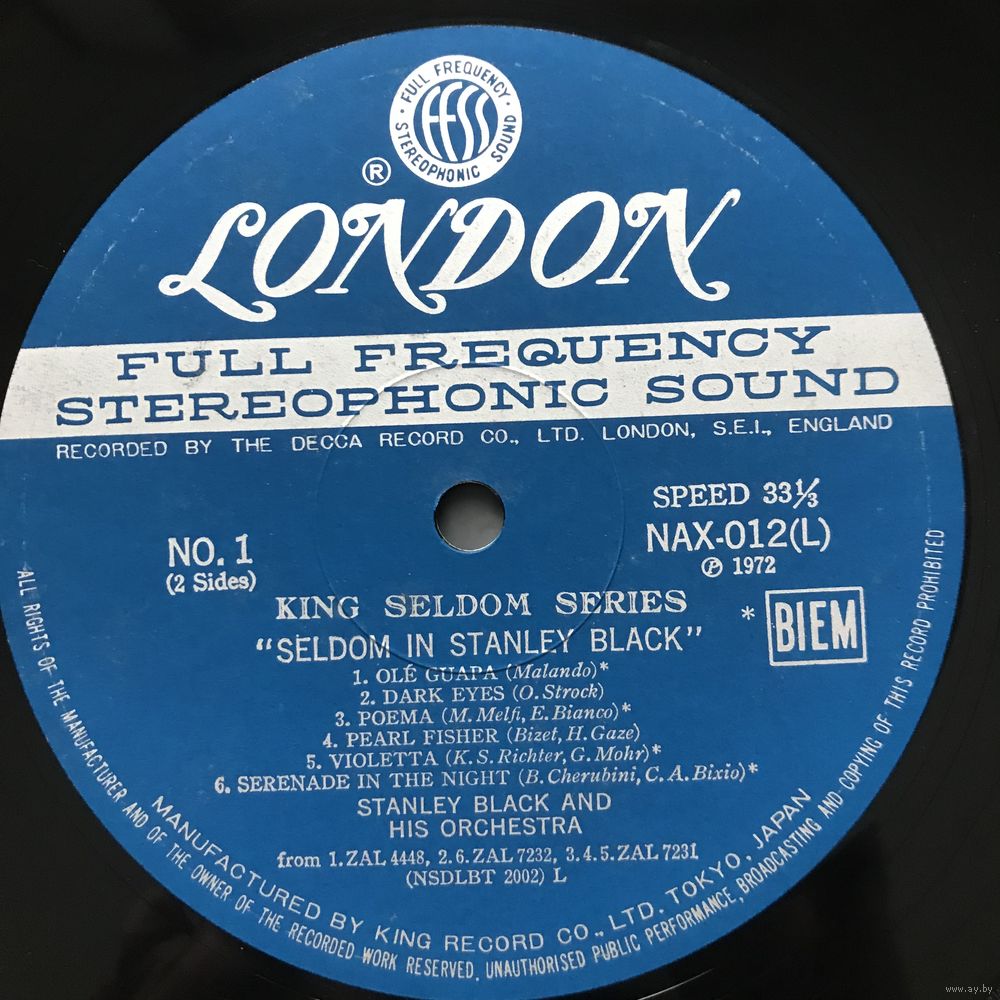 FULL FREQUENCY
FFSS
STEREOPHONIC SOUND
®
LONDON
FULL FREQUENCY
STEREOPHONIC SOUND
RECORDED BY THE DECCA RECORD CO., LTD. LONDON, S.E.I., ENGLAND
SPEED 33⅓
NO. 1
NAX-012(L)
(2 Sides)
℗ 1972
KING SELDOM SERIES
* BIEM
"SELDOM IN STANLEY BLACK"
1. OLÉ GUAPA (Malando)*
2. DARK EYES (O. Strock)
3. POEMA (M. Melfi, E. Bianco)*
4. PEARL FISHER (Bizet, H. Gaze)
5. VIOLETTA (K. S. Richter, G. Mohr)*
6. SERENADE IN THE NIGHT (B. Cherubini, C. A. Bixio)*
STANLEY BLACK AND
HIS ORCHESTRA
from 1.ZAL 4448, 2.6.ZAL 7232, 3.4.5.ZAL 7231
(NSDLBT 2002) L
MANUFACTURED BY KING RECORD CO., LTD. TOKYO, JAPAN
ALL RIGHTS OF THE MANUFACTURER AND OF THE OWNER OF THE RECORDED WORK RESERVED. UNAUTHORISED PUBLIC PERFORMANCE, BROADCASTING AND COPYING OF THIS RECORD PROHIBITED
www.ay.by